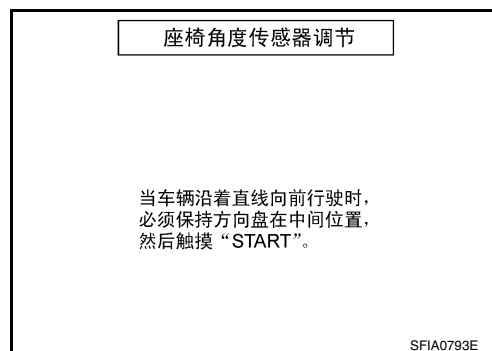 座椅角度传感器调节
当车辆沿着直线向前行驶时，
必须保持方向盘在中间位置，
然后触摸“START”。
SFIA0793E